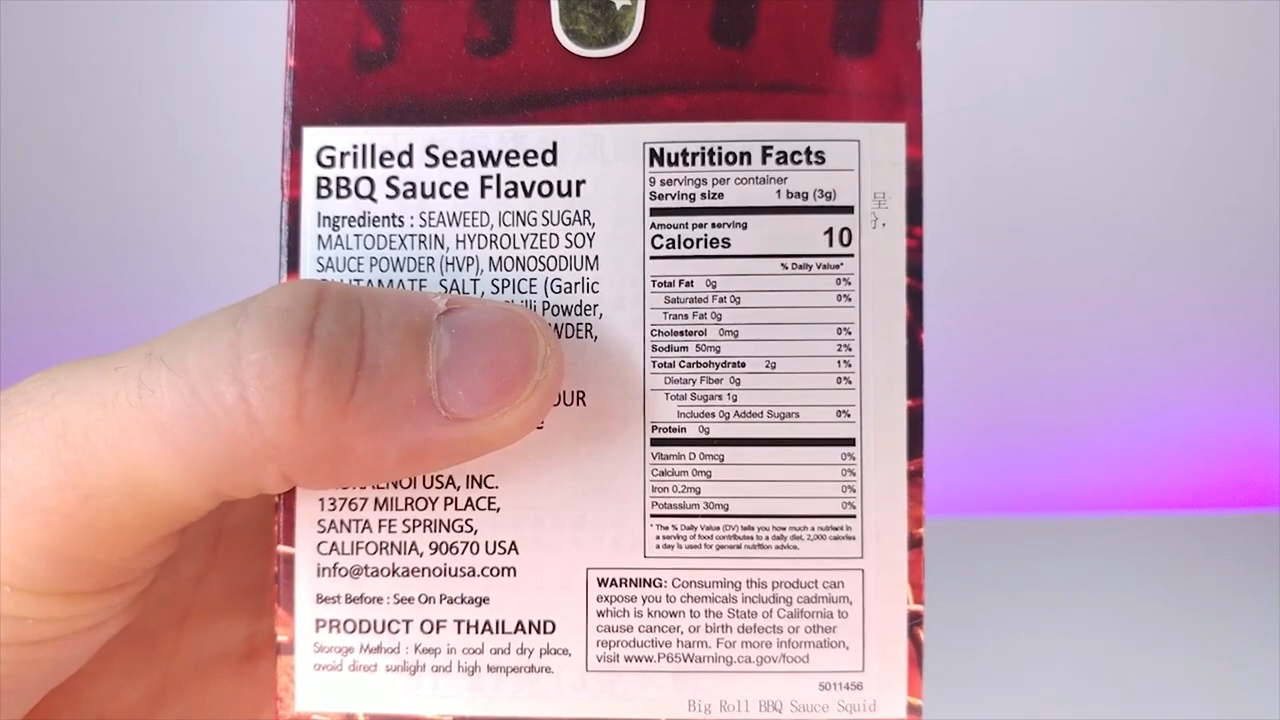 Grilled Seaweed
BBQ Sauce Flavour
Ingredients : SEAWEED, ICING SUGAR,
MALTODEXTRIN, HYDROLYZED SOY
SAUCE POWDER (HVP), MONOSODIUM
GLUTAMATE, SALT, SPICE (Garlic
Chilli Powder,
USA, INC.
13767 MILROY PLACE,
SANTA FE SPRINGS,
CALIFORNIA, 90670 USA
info@taokaenoiusa.com
Best Before : See On Package
PRODUCT OF THAILAND
Storage Method : Keep in cool and dry place,
avoid direct sunlight and high temperature.
Nutrition Facts
9 servings per container
Serving size 1 bag (3g)
Amount per serving
Calories 10
% Daily Value*
Total Fat 0g 0%
Saturated Fat 0g 0%
Trans Fat 0g
Cholesterol 0mg 0%
Sodium 50mg 2%
Total Carbohydrate 2g 1%
Dietary Fiber 0g 0%
Total Sugars 1g
Includes 0g Added Sugars 0%
Protein 0g
Vitamin D 0mcg 0%
Calcium 0mg 0%
Iron 0.2mg 0%
Potassium 30mg 0%
* The % Daily Value (DV) tells you how much a nutrient in
a serving of food contributes to a daily diet. 2,000 calories
a day is used for general nutrition advice.
WARNING: Consuming this product can
expose you to chemicals including cadmium,
which is known to the State of California to
cause cancer, or birth defects or other
reproductive harm. For more information,
visit www.P65Warning.ca.gov/food
5011456
Big Roll BBQ Sauce Squid